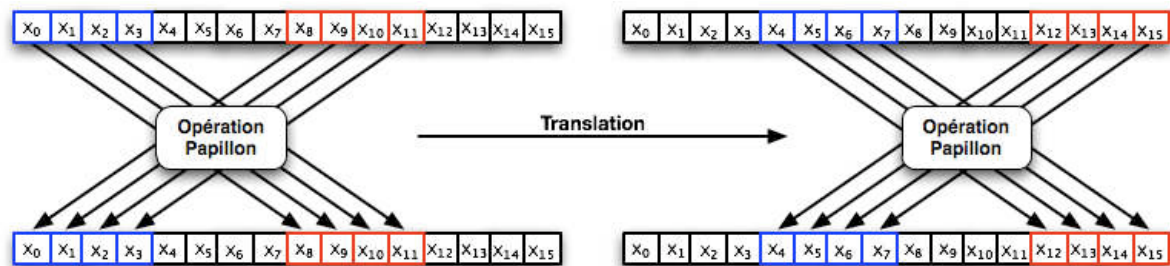 x₀ x₁ x₂ x₃ x₄ x₅ x₆ x₇ x₈ x₉ x₁₀ x₁₁ x₁₂ x₁₃ x₁₄ x₁₅
x₀ x₁ x₂ x₃ x₄ x₅ x₆ x₇ x₈ x₉ x₁₀ x₁₁ x₁₂ x₁₃ x₁₄ x₁₅
Opération
Papillon
Translation
Opération
Papillon
x₀ x₁ x₂ x₃ x₄ x₅ x₆ x₇ x₈ x₉ x₁₀ x₁₁ x₁₂ x₁₃ x₁₄ x₁₅
x₀ x₁ x₂ x₃ x₄ x₅ x₆ x₇ x₈ x₉ x₁₀ x₁₁ x₁₂ x₁₃ x₁₄ x₁₅